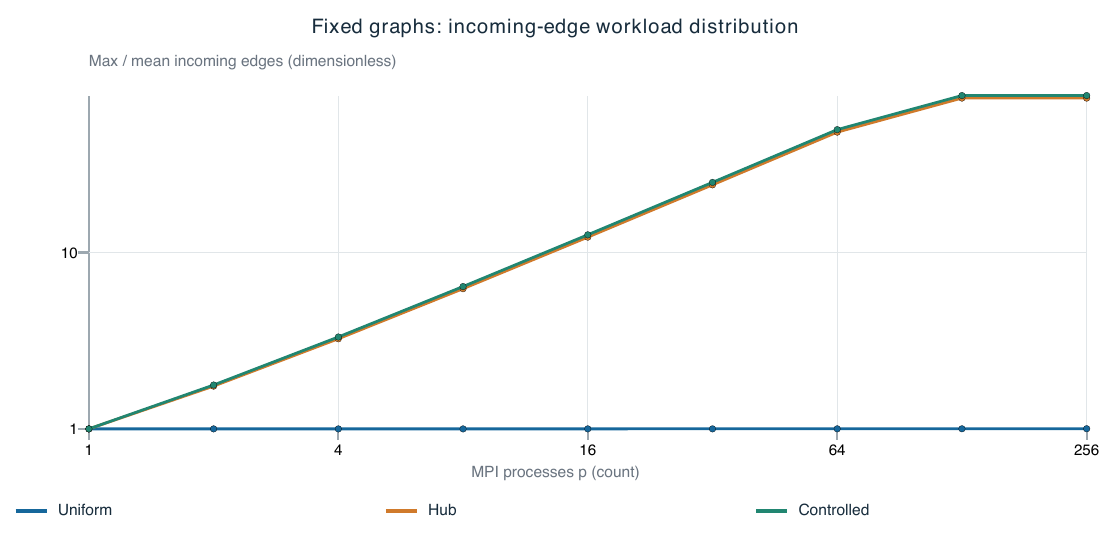 Fixed graphs: incoming-edge workload distribution
Max / mean incoming edges (dimensionless)
10
1
1 4 16 64 256
MPI processes p (count)
Uniform Hub Controlled